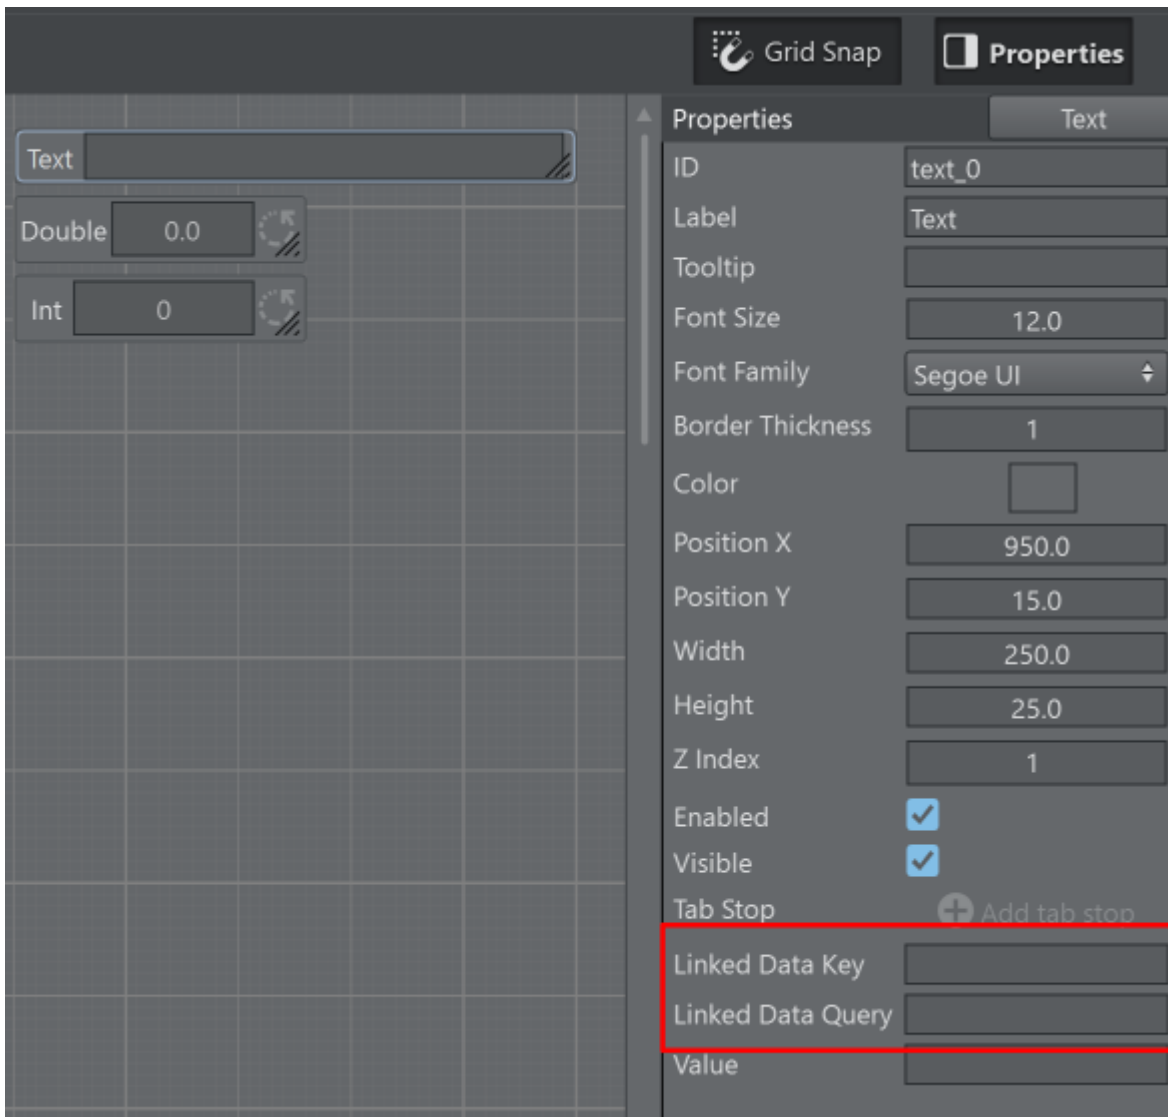 Grid Snap
Properties
Text
Double 0.0
Int 0
Properties Text
ID text_0
Label Text
Tooltip
Font Size 12.0
Font Family Segoe UI
Border Thickness 1
Color
Position X 950.0
Position Y 15.0
Width 250.0
Height 25.0
Z Index 1
Enabled
Visible
Tab Stop Add tab stop
Linked Data Key
Linked Data Query
Value